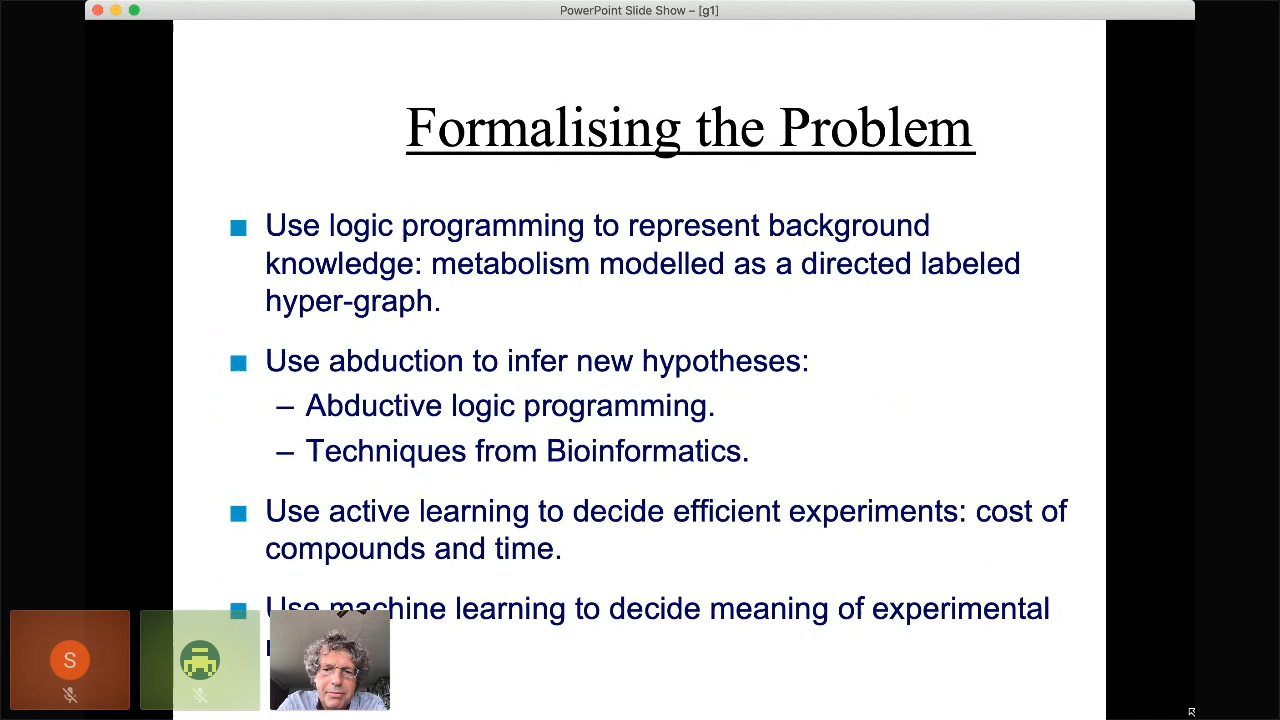 PowerPoint Slide Show – [g1]
Formalising the Problem
Use logic programming to represent background
knowledge: metabolism modelled as a directed labeled
hyper-graph.
Use abduction to infer new hypotheses:
– Abductive logic programming.
– Techniques from Bioinformatics.
Use active learning to decide efficient experiments: cost of
compounds and time.
Use machine learning to decide meaning of experimental
S